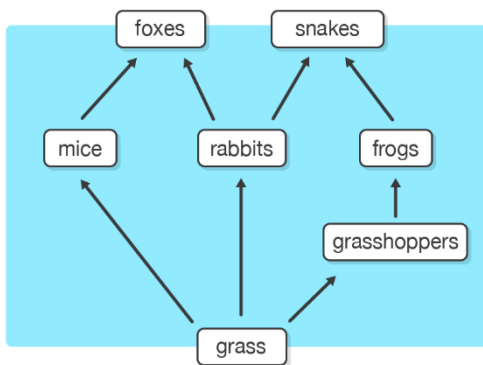 foxes
snakes
mice
rabbits
frogs
grasshoppers
grass